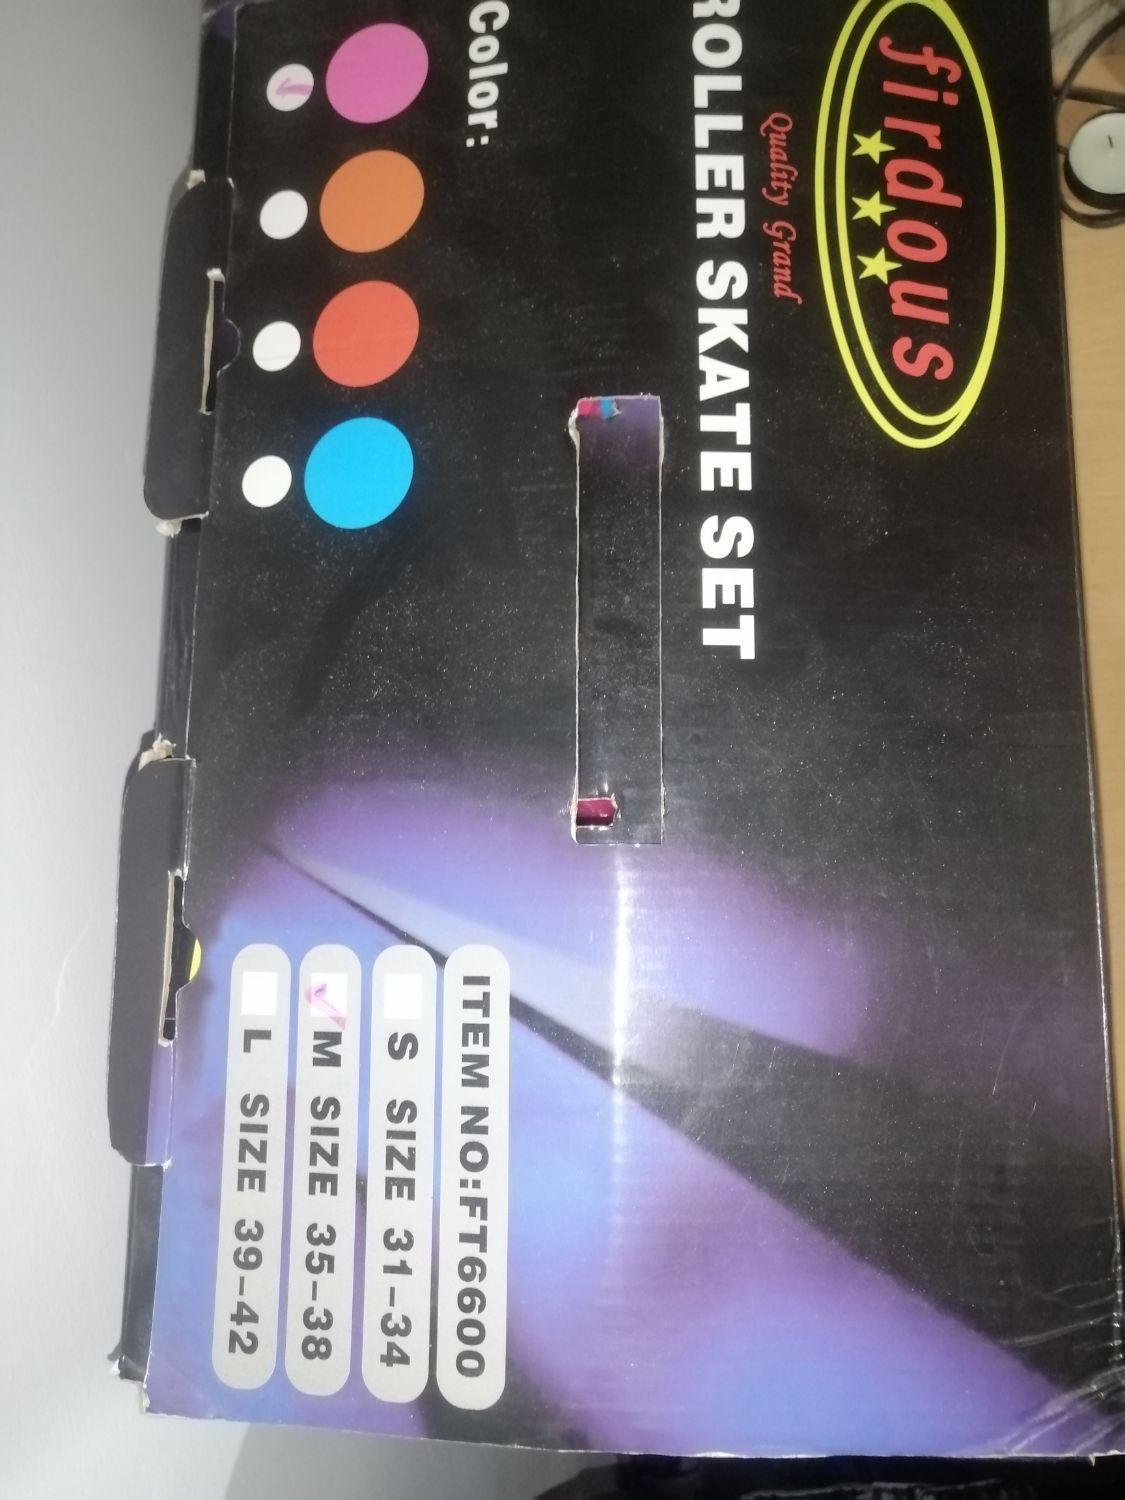 firdous
Quality Grand
ROLLER SKATE SET
Color:
ITEM NO:FT6600
S SIZE 31-34
M SIZE 35-38
L SIZE 39-42